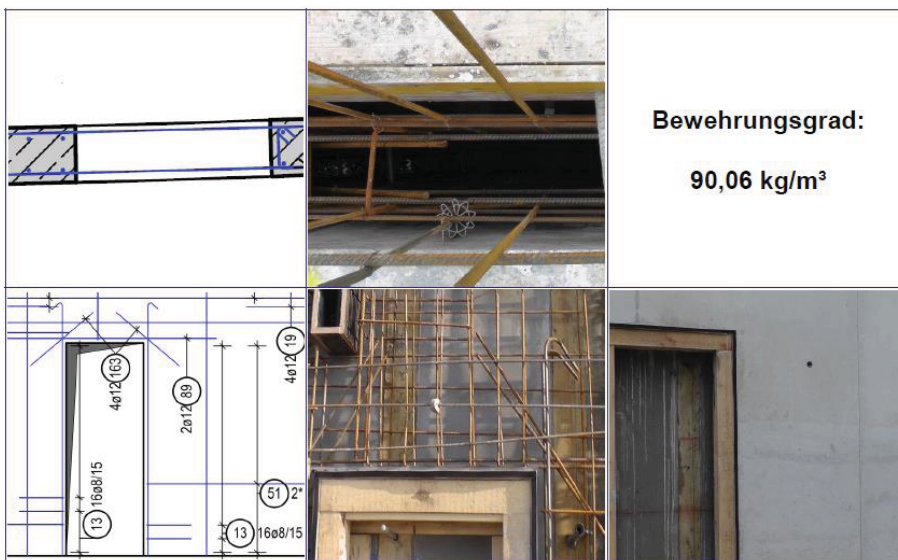 Bewehrungsgrad:
90,06 kg/m³
4ø12 163
2ø12 89
4ø12 19
16ø8/15
13
51 2*
13 16ø8/15